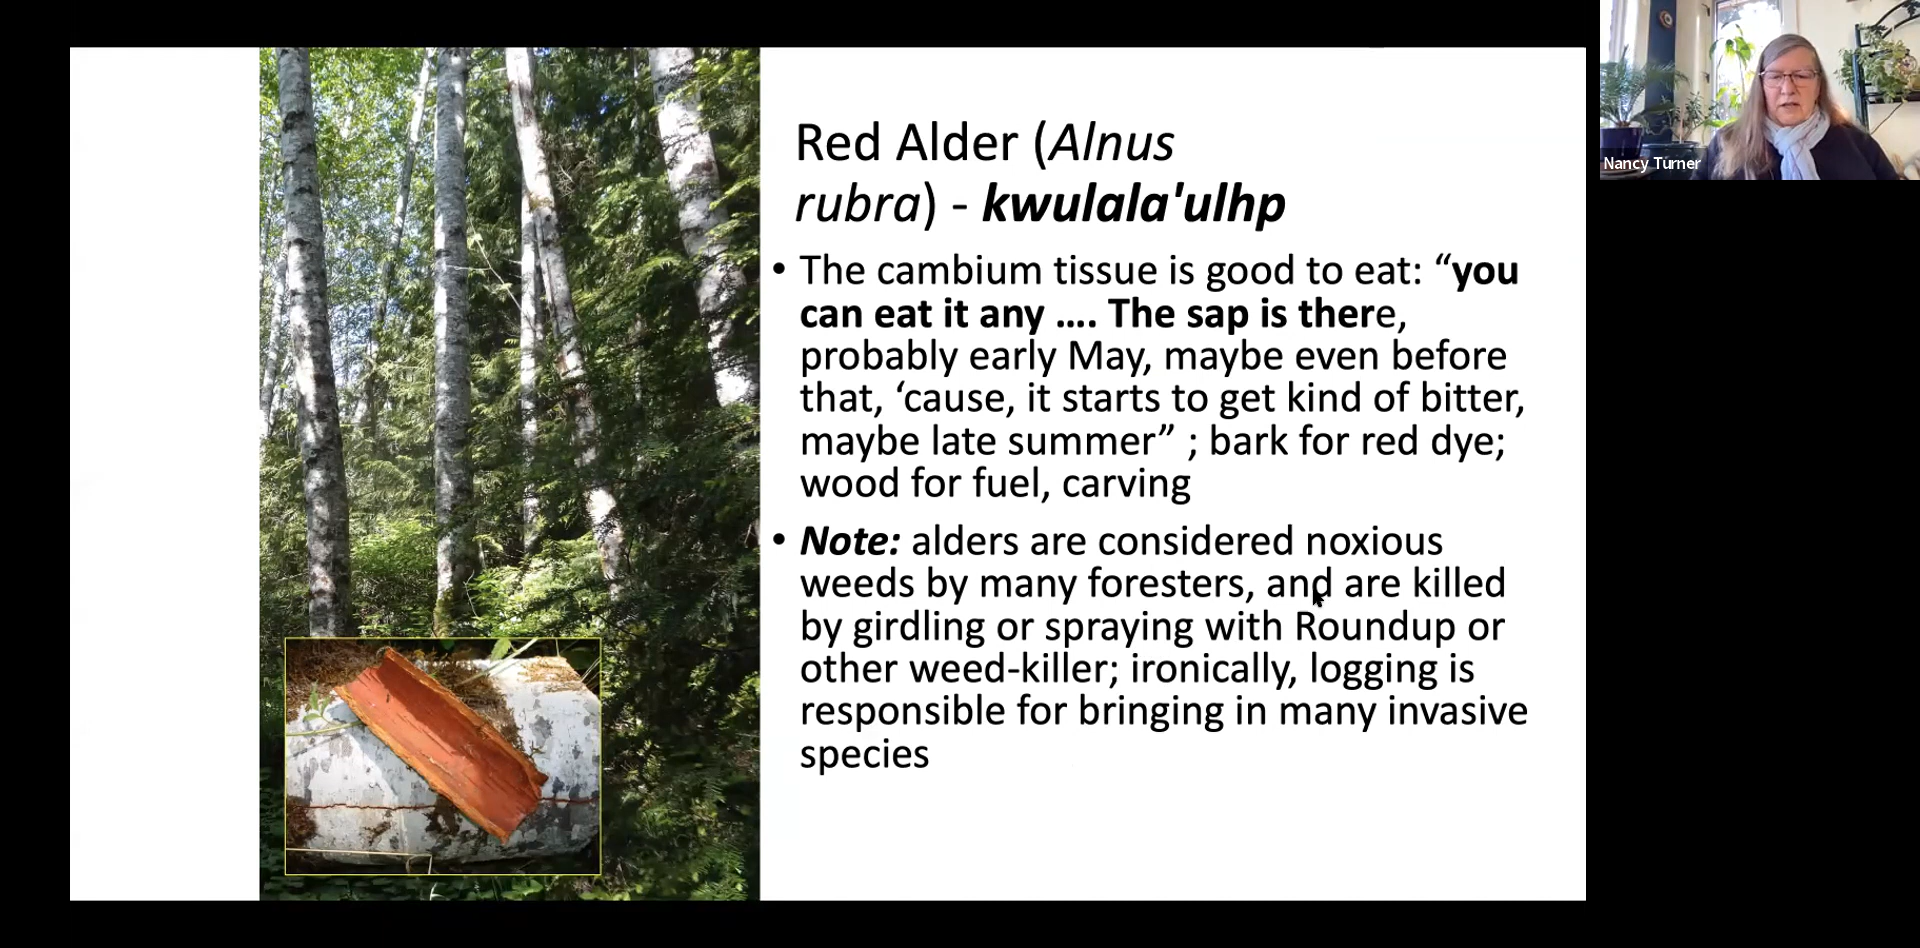 Red Alder (Alnus
rubra) - kwulala'ulhp
• The cambium tissue is good to eat: “you
can eat it any …. The sap is there,
probably early May, maybe even before
that, ‘cause, it starts to get kind of bitter,
maybe late summer” ; bark for red dye;
wood for fuel, carving
• Note: alders are considered noxious
weeds by many foresters, and are killed
by girdling or spraying with Roundup or
other weed-killer; ironically, logging is
responsible for bringing in many invasive
species
Nancy Turner